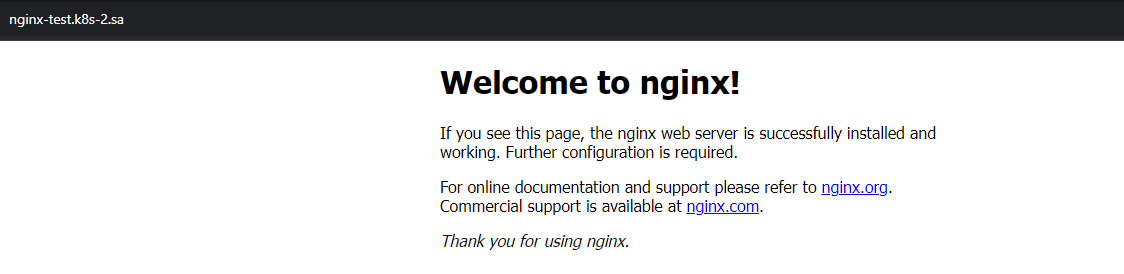 nginx-test.k8s-2.sa
Welcome to nginx!
If you see this page, the nginx web server is successfully installed and
working. Further configuration is required.
For online documentation and support please refer to nginx.org.
Commercial support is available at nginx.com.
Thank you for using nginx.